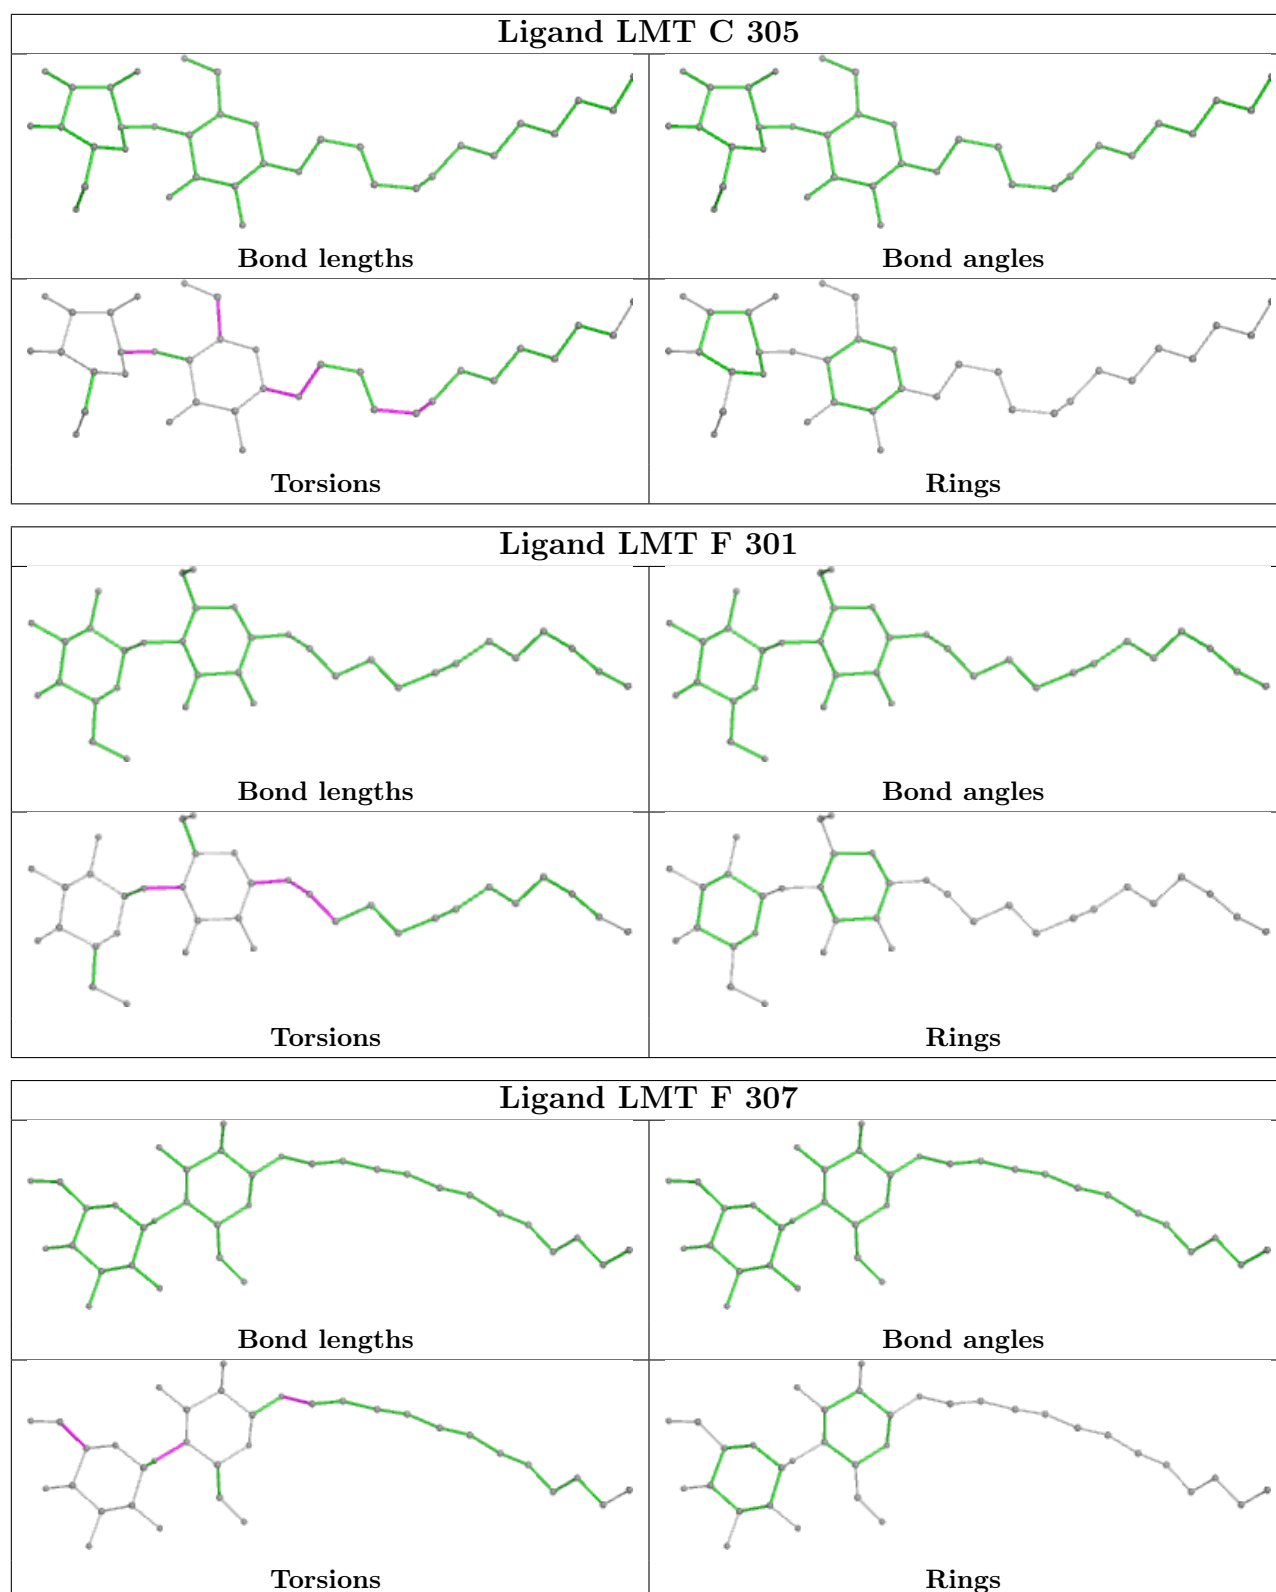 Ligand LMT C 305
Bond lengths
Bond angles
Torsions
Rings
Ligand LMT F 301
Bond lengths
Bond angles
Torsions
Rings
Ligand LMT F 307
Bond lengths
Bond angles
Torsions
Rings